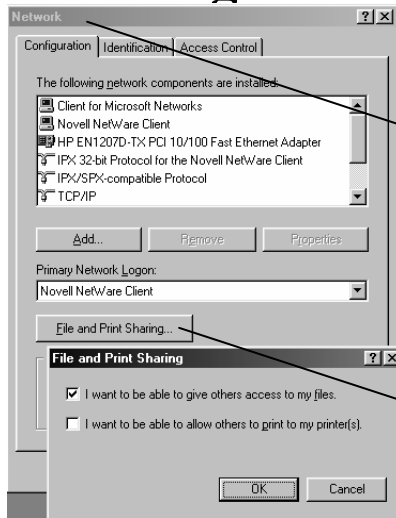 Network
Configuration Identification Access Control
The following network components are installed:
Client for Microsoft Networks
Novell NetWare Client
HP EN1207D-TX PCI 10/100 Fast Ethernet Adapter
IPX 32-bit Protocol for the Novell NetWare Client
IPX/SPX-compatible Protocol
TCP/IP
Add... Remove Properties
Primary Network Logon:
Novell NetWare Client
File and Print Sharing...
File and Print Sharing
I want to be able to give others access to my files.
I want to be able to allow others to print to my printer(s).
OK Cancel